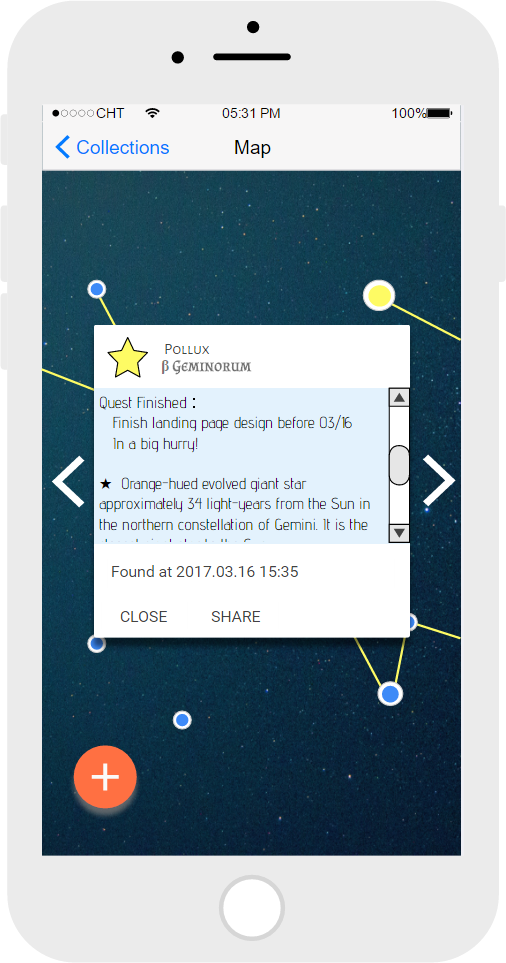 CHT 05:31 PM 100%
Collections Map
Pollux
β Geminorum
Quest Finished：
Finish landing page design before 03/16
In a big hurry!
★ Orange-hued evolved giant star
approximately 34 light-years from the Sun in
the northern constellation of Gemini. It is the
Found at 2017.03.16 15:35
CLOSE SHARE